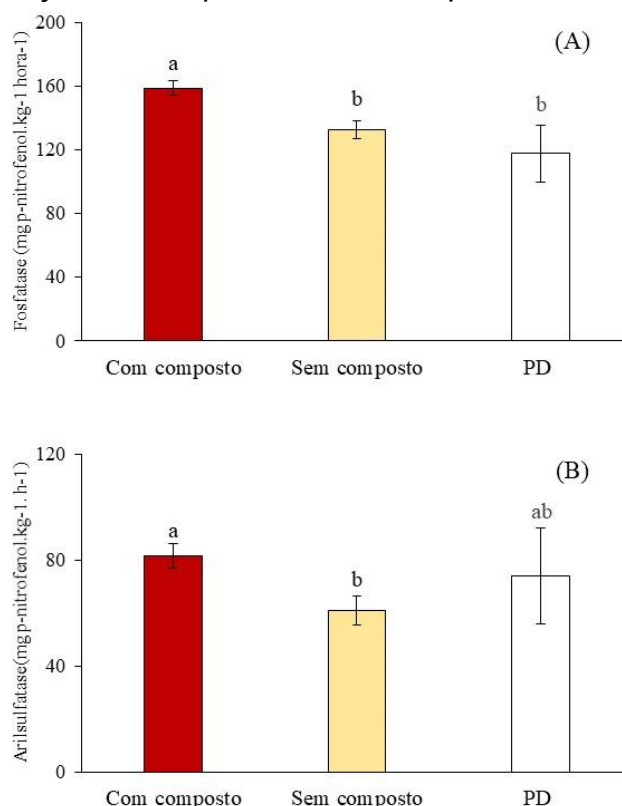 200
(A)
a
160
b
b
120
80
40
0
Fosfatase (mg p-nitrofenol.kg-1 hora-1)
Com composto
Sem composto
PD
120
(B)
ab
a
80
b
40
0
Arilsulfatase(mg p-nitrofenol.kg-1. h-1)
Com composto
Sem composto
PD